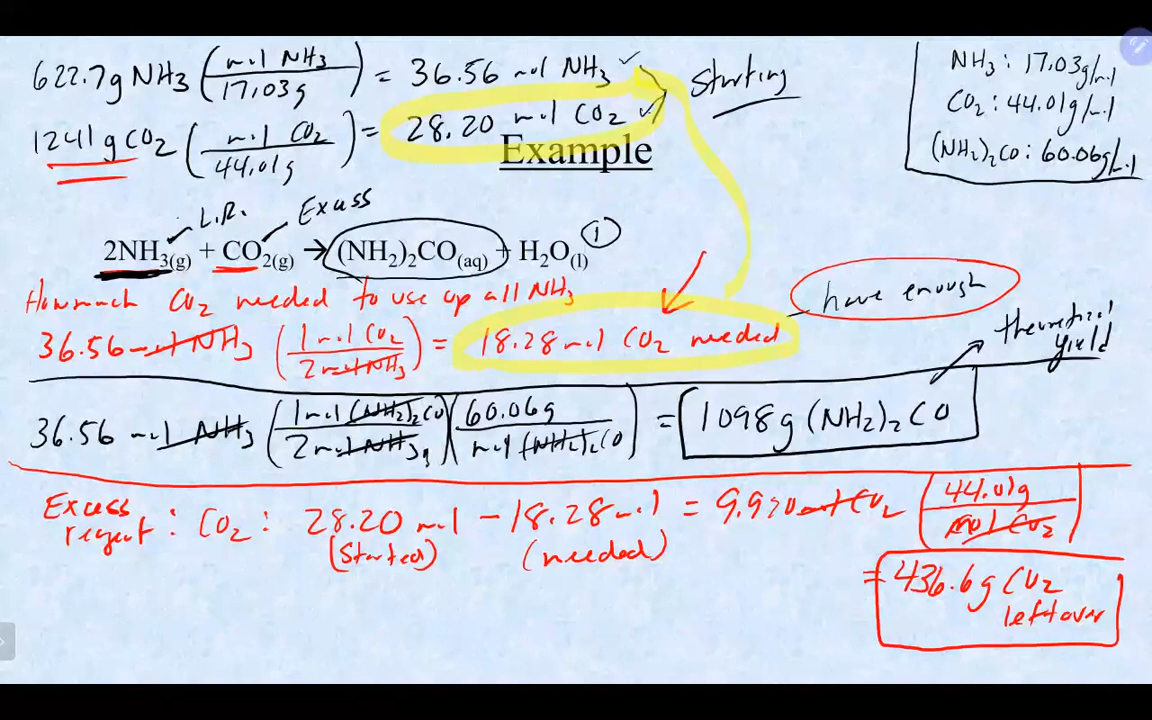 622.7g NH3 (mol NH3 / 17.03g) = 36.56 mol NH3 ✓
1241g CO2 (mol CO2 / 44.01g) = 28.20 mol CO2 ✓
Starting
NH3: 17.03g/mol
CO2: 44.01g/mol
(NH2)2CO: 60.06g/mol
Example
L.R. Excess
2NH3(g) + CO2(g) → (NH2)2CO(aq) + H2O(l) 1
How much CO2 needed to use up all NH3
have enough
36.56 mol NH3 (1 mol CO2 / 2 mol NH3) = 18.28 mol CO2 needed
theoretical
yield
36.56 mol NH3 (1 mol (NH2)2CO / 2 mol NH3) (60.06g / mol (NH2)2CO) = 1098g (NH2)2CO
Excess
reagent : CO2 : 28.20 mol - 18.28 mol = 9.920 mol CO2 (44.01g / mol CO2)
(Started) (needed)
= 436.6g CO2
leftover